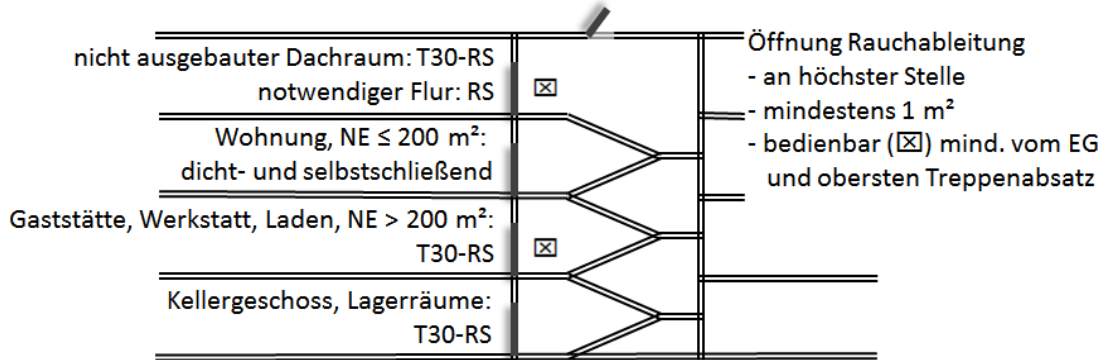 nicht ausgebauter Dachraum: T30-RS
notwendiger Flur: RS
Wohnung, NE ≤ 200 m²:
dicht- und selbstschließend
Gaststätte, Werkstatt, Laden, NE > 200 m²:
T30-RS
Kellergeschoss, Lagerräume:
T30-RS
Öffnung Rauchableitung
- an höchster Stelle
- mindestens 1 m²
- bedienbar (☒) mind. vom EG
und obersten Treppenabsatz